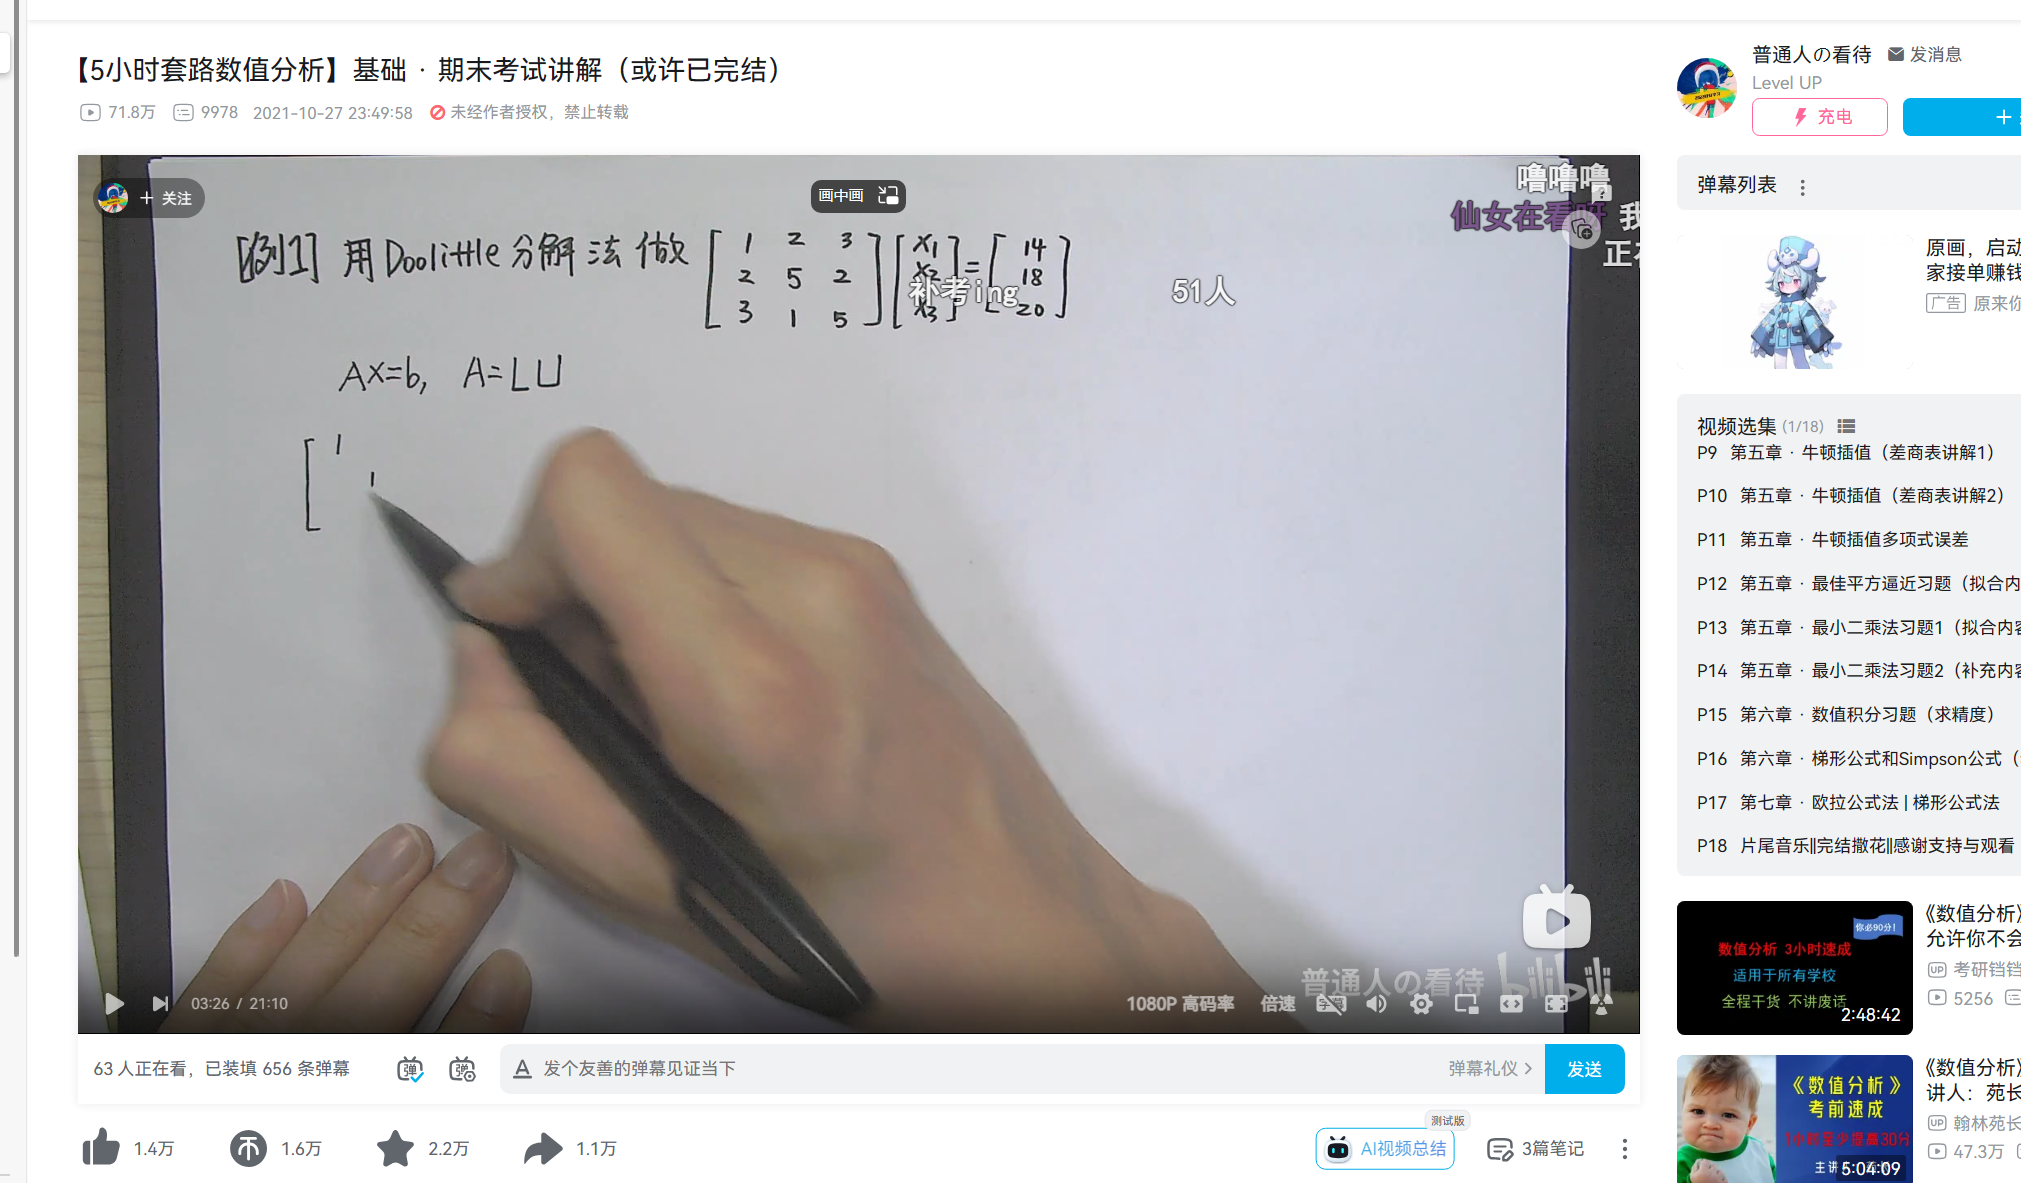 【5小时套路数值分析】基础 · 期末考试讲解（或许已完结）
71.8万 9978 2021-10-27 23:49:58 未经作者授权，禁止转载
+ 关注
画中画
噜噜噜
仙女在看呀
我
正在
[例1] 用Doolittle分解法做 [1 2 3 [x1 =[14
2 5 2 x2 18
3 1 5] x3] 20]
补考ing
51人
AX=b, A=LU
[1
1
普通人の看待 bilibili
03:26 / 21:10 1080P 高码率 倍速 字幕
63 人正在看，已装填 656 条弹幕 弹 弹 A 发个友善的弹幕见证当下 弹幕礼仪 > 发送
1.4万 1.6万 2.2万 1.1万 测试版 AI视频总结 3篇笔记
普通人の看待 发消息
Level UP
充电 +
弹幕列表
原画，启动
家接单赚钱
广告 原来你
视频选集 (1/18)
P9 第五章 · 牛顿插值（差商表讲解1）
P10 第五章 · 牛顿插值（差商表讲解2）
P11 第五章 · 牛顿插值多项式误差
P12 第五章 · 最佳平方逼近习题（拟合内
P13 第五章 · 最小二乘法习题1（拟合内容
P14 第五章 · 最小二乘法习题2（补充内容
P15 第六章 · 数值积分习题（求精度）
P16 第六章 · 梯形公式和Simpson公式（
P17 第七章 · 欧拉公式法 | 梯形公式法
P18 片尾音乐||完结撒花||感谢支持与观看
你必90分！
数值分析 3小时速成
适用于所有学校
全程干货 不讲废话
2:48:42
《数值分析》
允许你不会
UP 考研铛铛
5256
《数值分析》
考前速成
1小时至少提高30分
主讲
5:04:09
《数值分析》
讲人：苑长
UP 翰林苑长
47.3万